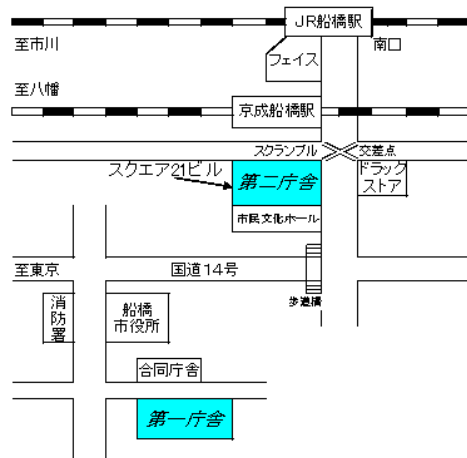 JR船橋駅
至市川
南口
フェイス
至八幡
京成船橋駅
スクランブル
交差点
スクエア21ビル
第二庁舎
ドラッグ
ストア
市民文化ホール
至東京
国道14号
歩道橋
消
防
署
船橋
市役所
合同庁舎
第一庁舎